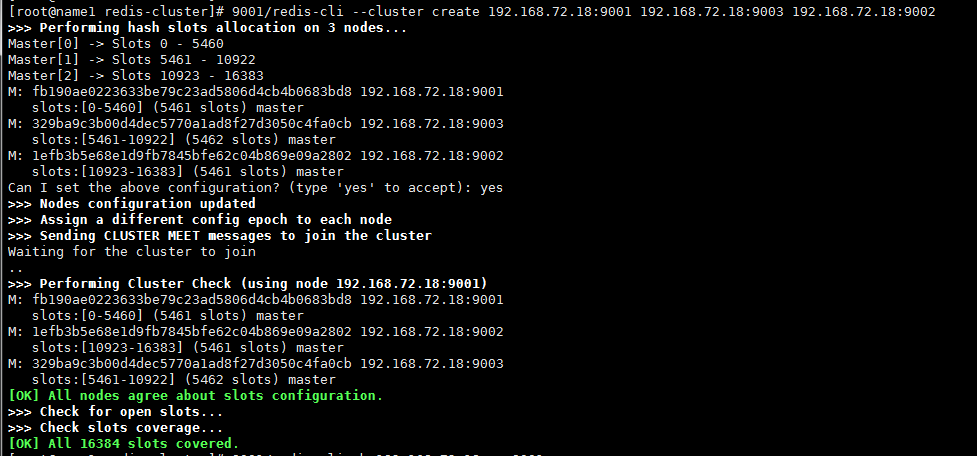 [root@name1 redis-cluster]# 9001/redis-cli --cluster create 192.168.72.18:9001 192.168.72.18:9003 192.168.72.18:9002
>>> Performing hash slots allocation on 3 nodes...
Master[0] -> Slots 0 - 5460
Master[1] -> Slots 5461 - 10922
Master[2] -> Slots 10923 - 16383
M: fb190ae0223633be79c23ad5806d4cb4b0683bd8 192.168.72.18:9001
   slots:[0-5460] (5461 slots) master
M: 329ba9c3b00d4dec5770a1ad8f27d3050c4fa0cb 192.168.72.18:9003
   slots:[5461-10922] (5462 slots) master
M: 1efb3b5e68e1d9fb7845bfe62c04b869e09a2802 192.168.72.18:9002
   slots:[10923-16383] (5461 slots) master
Can I set the above configuration? (type 'yes' to accept): yes
>>> Nodes configuration updated
>>> Assign a different config epoch to each node
>>> Sending CLUSTER MEET messages to join the cluster
Waiting for the cluster to join
..
>>> Performing Cluster Check (using node 192.168.72.18:9001)
M: fb190ae0223633be79c23ad5806d4cb4b0683bd8 192.168.72.18:9001
   slots:[0-5460] (5461 slots) master
M: 1efb3b5e68e1d9fb7845bfe62c04b869e09a2802 192.168.72.18:9002
   slots:[10923-16383] (5461 slots) master
M: 329ba9c3b00d4dec5770a1ad8f27d3050c4fa0cb 192.168.72.18:9003
   slots:[5461-10922] (5462 slots) master
[OK] All nodes agree about slots configuration.
>>> Check for open slots...
>>> Check slots coverage...
[OK] All 16384 slots covered.